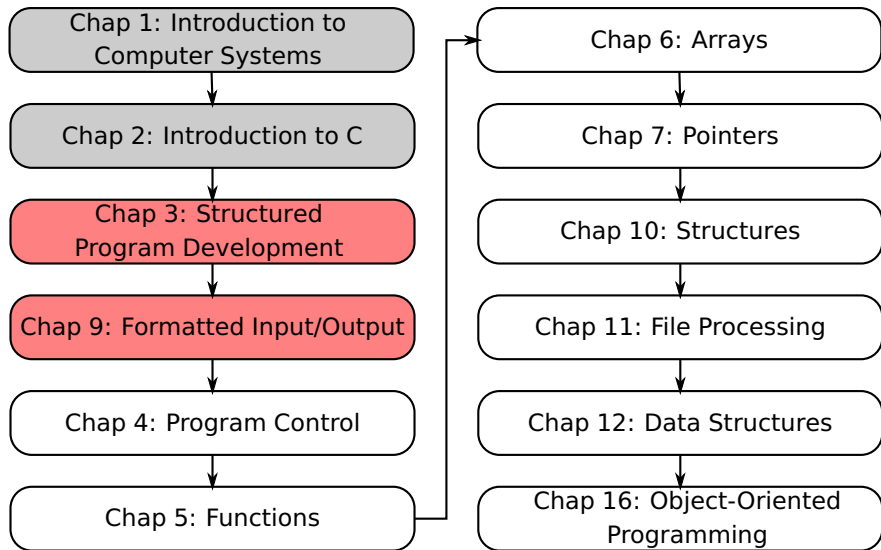 Chap 1: Introduction to
Computer Systems
Chap 2: Introduction to C
Chap 3: Structured
Program Development
Chap 9: Formatted Input/Output
Chap 4: Program Control
Chap 5: Functions
Chap 6: Arrays
Chap 7: Pointers
Chap 10: Structures
Chap 11: File Processing
Chap 12: Data Structures
Chap 16: Object-Oriented
Programming